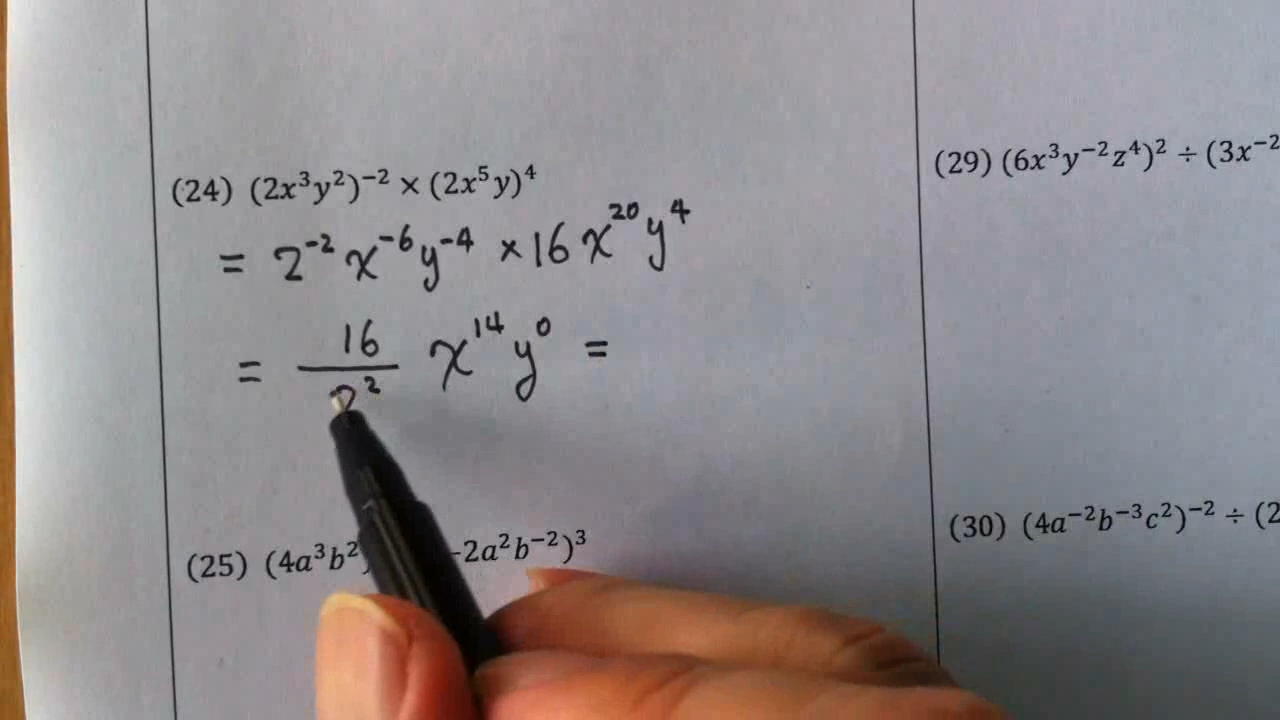 (24) (2x³y²)⁻² × (2x⁵y)⁴
= 2⁻² x⁻⁶ y⁻⁴ × 16 x²⁰ y⁴
= 16/2² x¹⁴ y⁰ =
(25) (4a³b² -2a²b⁻²)³
(29) (6x³y⁻²z⁴)² ÷ (3x⁻²
(30) (4a⁻²b⁻³c²)⁻² ÷ (2